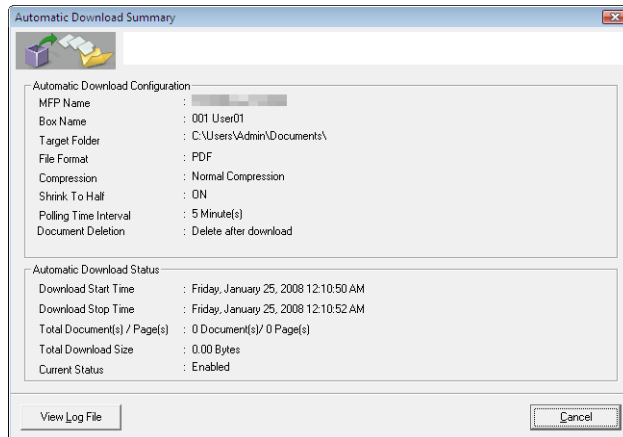 Automatic Download Summary
Automatic Download Configuration
MFP Name :
Box Name : 001 User01
Target Folder : C:\Users\Admin\Documents\
File Format : PDF
Compression : Normal Compression
Shrink To Half : ON
Polling Time Interval : 5 Minute(s)
Document Deletion : Delete after download
Automatic Download Status
Download Start Time : Friday, January 25, 2008 12:10:50 AM
Download Stop Time : Friday, January 25, 2008 12:10:52 AM
Total Document(s) / Page(s) : 0 Document(s)/ 0 Page(s)
Total Download Size : 0.00 Bytes
Current Status : Enabled
View Log File
Cancel